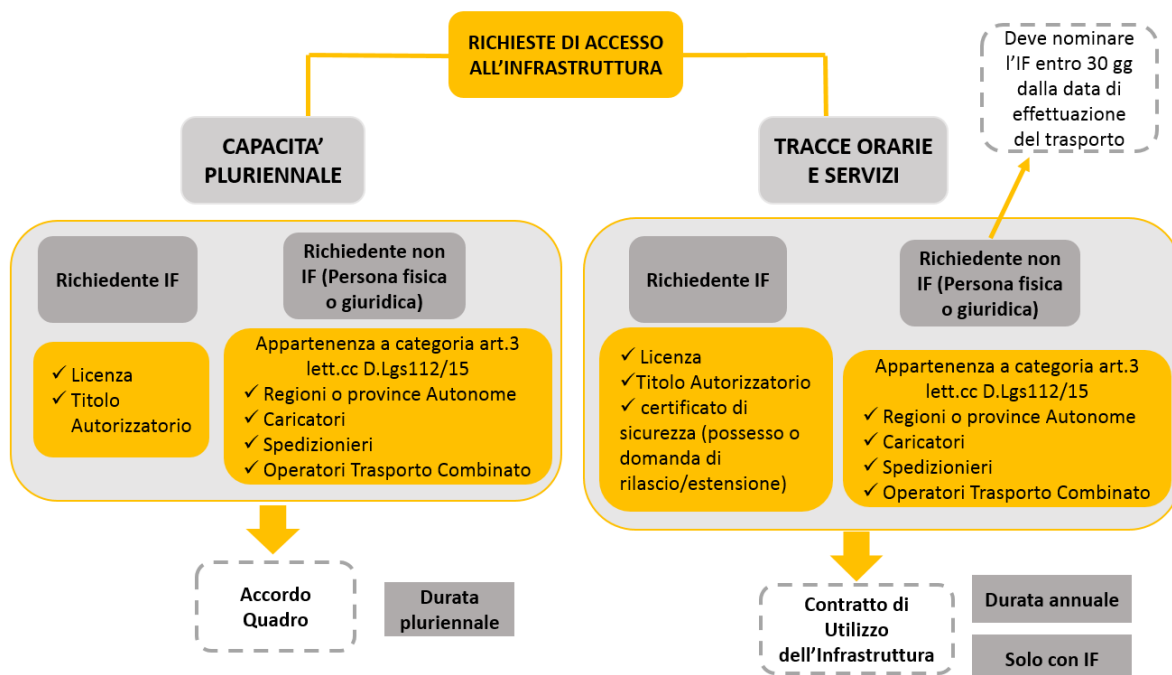 RICHIESTE DI ACCESSO
ALL'INFRASTRUTTURA
Deve nominare
l'IF entro 30 gg
dalla data di
effettuazione
del trasporto
CAPACITA'
PLURIENNALE
TRACCE ORARIE
E SERVIZI
Richiedente IF
Richiedente non
IF (Persona fisica
o giuridica)
✓ Licenza
✓ Titolo
Autorizzatorio
Appartenenza a categoria art.3
lett.cc D.Lgs112/15
✓ Regioni o province Autonome
✓ Caricatori
✓ Spedizionieri
✓ Operatori Trasporto Combinato
Richiedente IF
Richiedente non
IF (Persona fisica
o giuridica)
✓ Licenza
✓Titolo Autorizzatorio
✓ certificato di
sicurezza (possesso o
domanda di
rilascio/estensione)
Appartenenza a categoria art.3
lett.cc D.Lgs112/15
✓ Regioni o province Autonome
✓ Caricatori
✓ Spedizionieri
✓ Operatori Trasporto Combinato
Accordo
Quadro
Durata
pluriennale
Contratto di
Utilizzo
dell'Infrastruttura
Durata annuale
Solo con IF